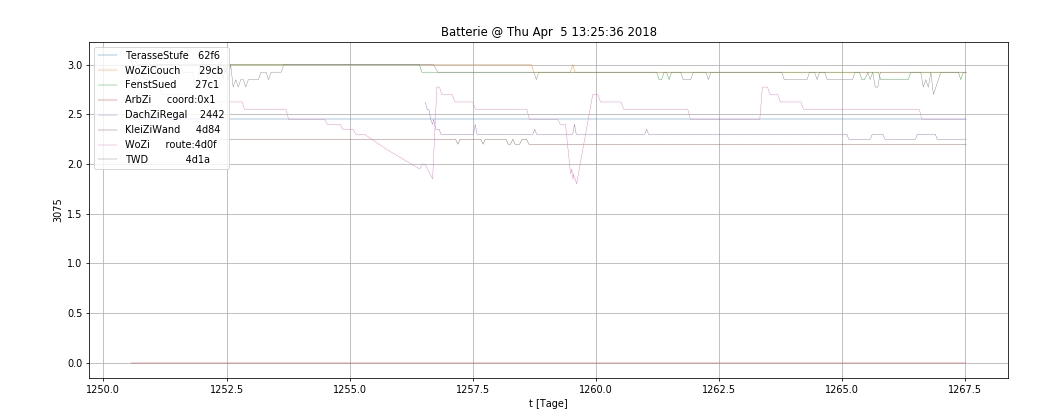 Batterie @ Thu Apr  5 13:25:36 2018
TerasseStufe 62f6
WoZiCouch 29cb
FenstSued 27c1
ArbZi coord:0x1
DachZiRegal 2442
KleiZiWand 4d84
WoZi route:4d0f
TWD 4d1a
3.0
2.5
2.0
1.5
1.0
0.5
0.0
3075
1250.0 1252.5 1255.0 1257.5 1260.0 1262.5 1265.0 1267.5
t [Tage]